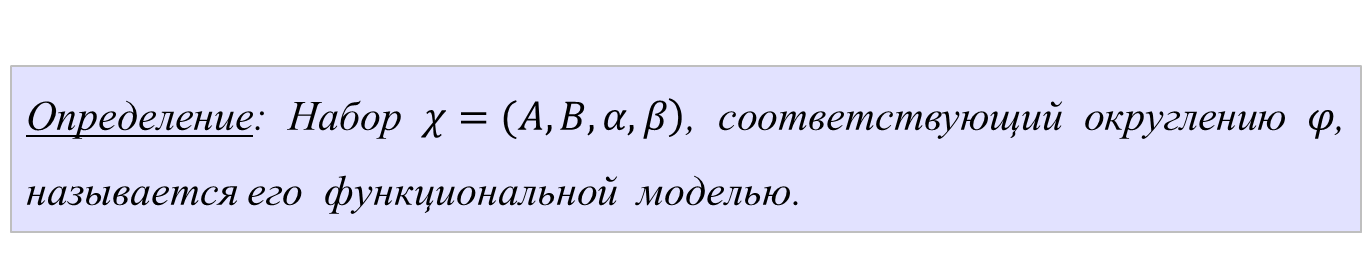 Определение: Набор χ = (A, B, α, β), соответствующий округлению φ,
называется его функциональной моделью.